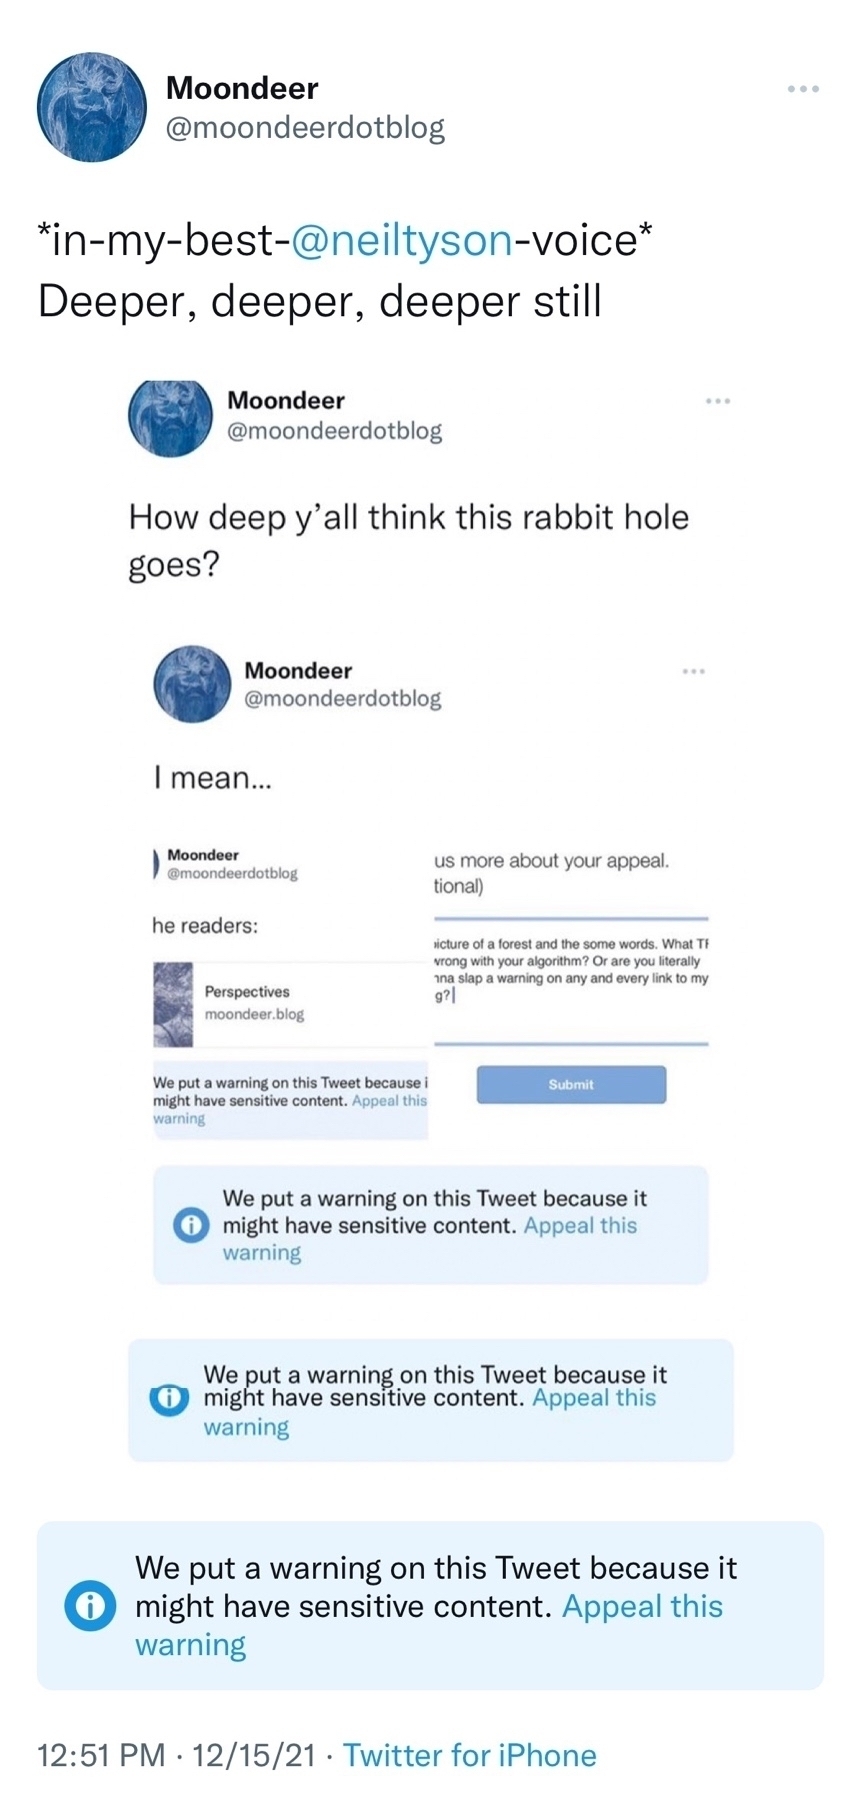 Moondeer
@moondeerdotblog
*in-my-best-@neiltyson-voice*
Deeper, deeper, deeper still
Moondeer
@moondeerdotblog
How deep y’all think this rabbit hole
goes?
Moondeer
@moondeerdotblog
I mean...
Moondeer
@moondeerdotblog
he readers:
Perspectives
moondeer.blog
We put a warning on this Tweet because i
might have sensitive content. Appeal this
warning
us more about your appeal.
tional)
icture of a forest and the some words. What TF
wrong with your algorithm? Or are you literally
nna slap a warning on any and every link to my
g?
Submit
We put a warning on this Tweet because it
might have sensitive content. Appeal this
warning
We put a warning on this Tweet because it
might have sensitive content. Appeal this
warning
We put a warning on this Tweet because it
might have sensitive content. Appeal this
warning
12:51 PM · 12/15/21 · Twitter for iPhone